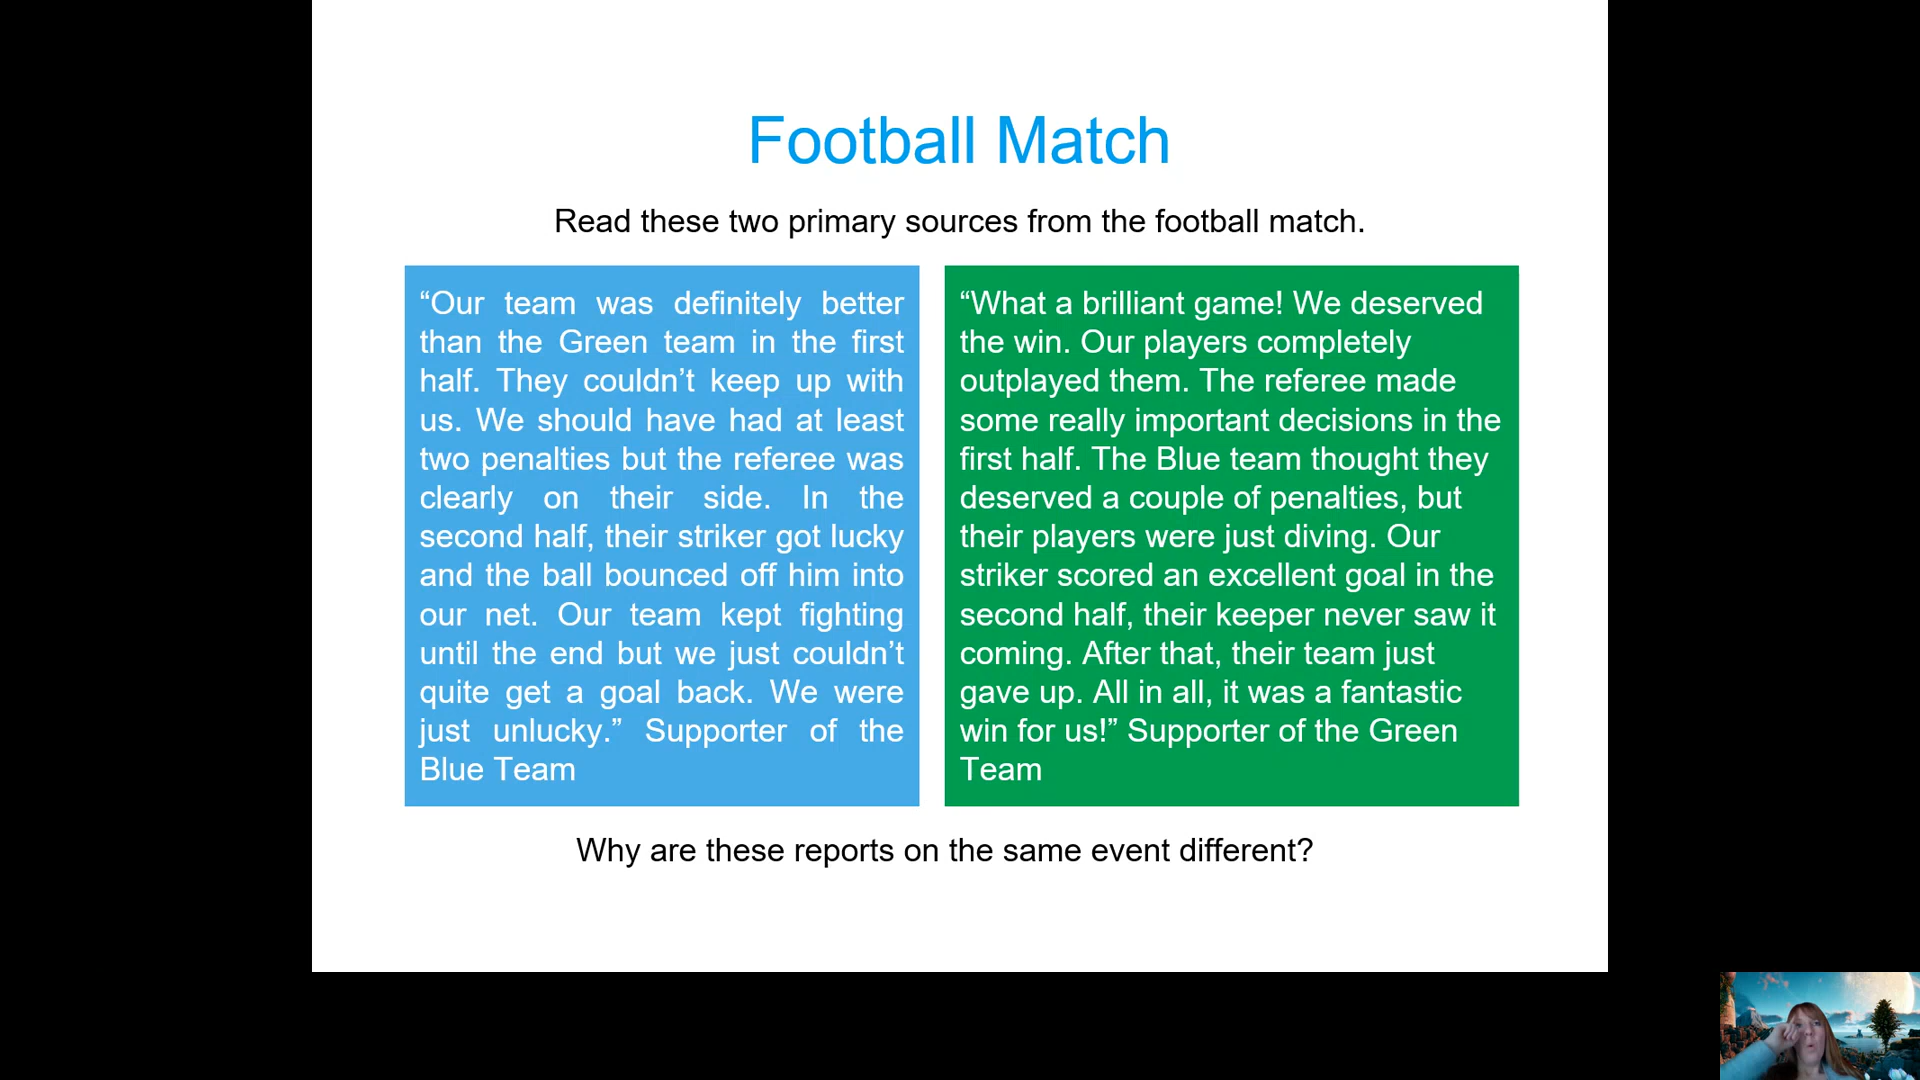 Football Match
Read these two primary sources from the football match.
“Our team was definitely better
than the Green team in the first
half. They couldn’t keep up with
us. We should have had at least
two penalties but the referee was
clearly on their side. In the
second half, their striker got lucky
and the ball bounced off him into
our net. Our team kept fighting
until the end but we just couldn’t
quite get a goal back. We were
just unlucky.” Supporter of the
Blue Team
“What a brilliant game! We deserved
the win. Our players completely
outplayed them. The referee made
some really important decisions in the
first half. The Blue team thought they
deserved a couple of penalties, but
their players were just diving. Our
striker scored an excellent goal in the
second half, their keeper never saw it
coming. After that, their team just
gave up. All in all, it was a fantastic
win for us!” Supporter of the Green
Team
Why are these reports on the same event different?